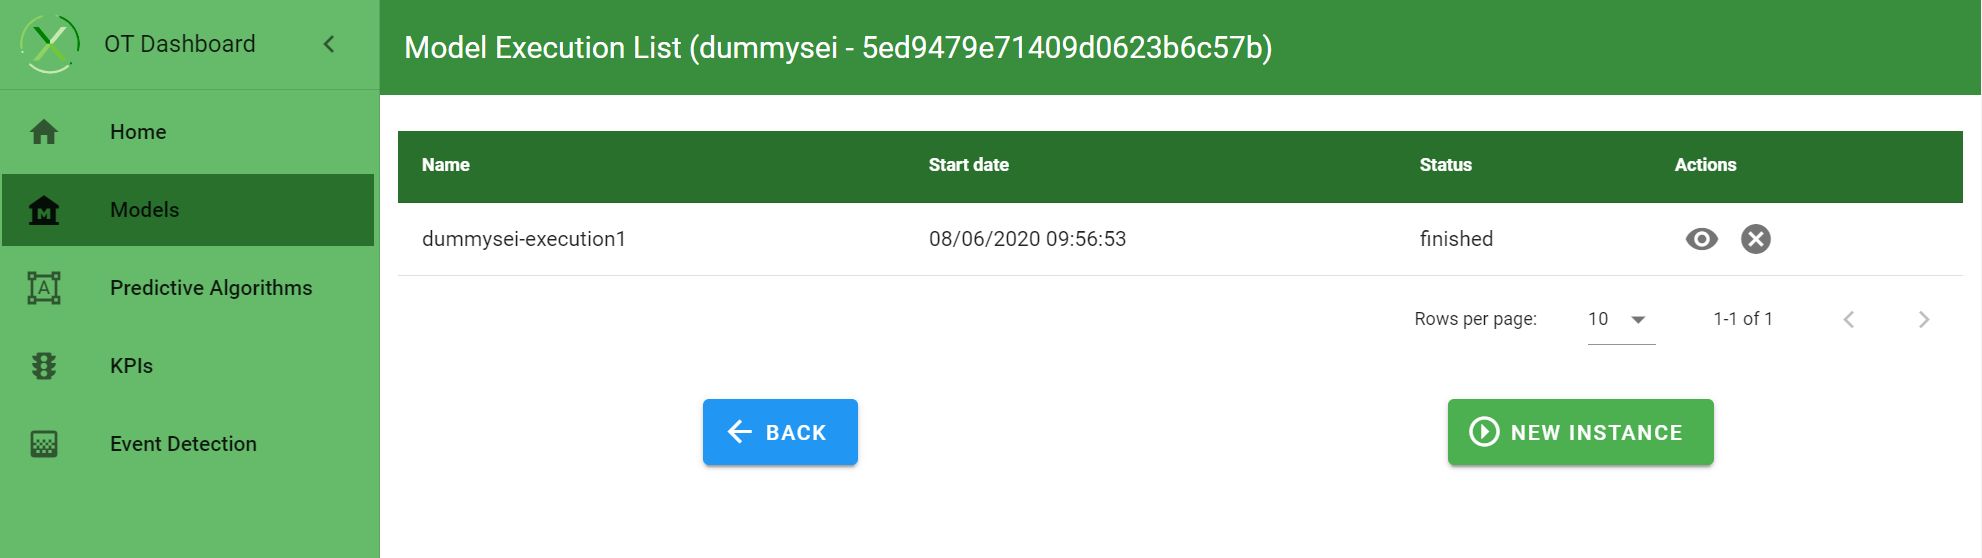 OT Dashboard
Model Execution List (dummysei - 5ed9479e71409d0623b6c57b)
Home
Models
Predictive Algorithms
KPIs
Event Detection
Name Start date Status Actions
dummysei-execution1 08/06/2020 09:56:53 finished
Rows per page: 10 1-1 of 1
BACK NEW INSTANCE